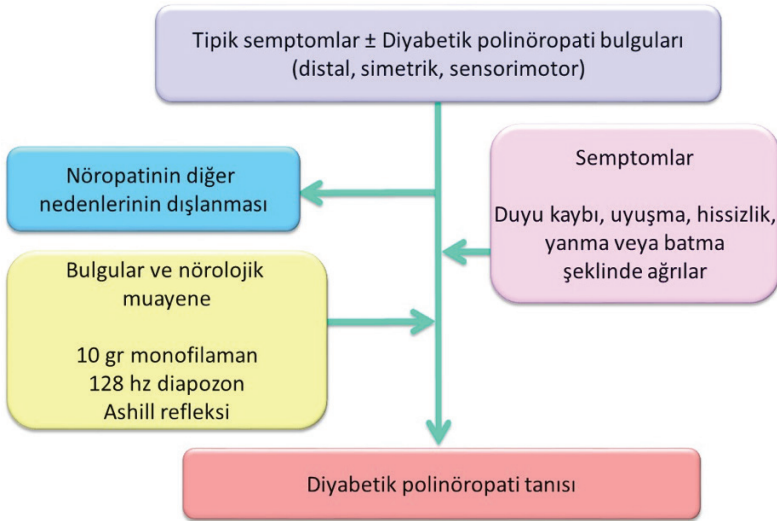 Tipik semptomlar ± Diyabetik polinöropati bulguları
(distal, simetrik, sensorimotor)
Nöropatinin diğer
nedenlerinin dışlanması
Semptomlar
Duyu kaybı, uyuşma, hissizlik,
yanma veya batma
şeklinde ağrılar
Bulgular ve nörolojik
muayene
10 gr monofilaman
128 hz diapozon
Ashill refleksi
Diyabetik polinöropati tanısı